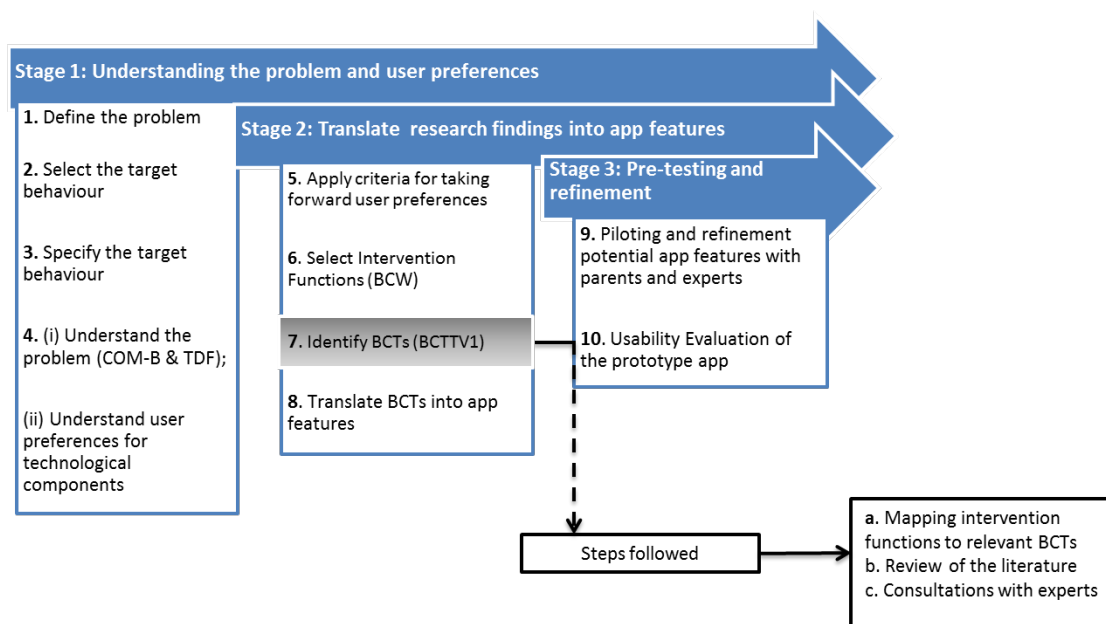 Stage 1: Understanding the problem and user preferences
1. Define the problem
2. Select the target
behaviour
3. Specify the target
behaviour
4. (i) Understand the
problem (COM-B & TDF);
(ii) Understand user
preferences for
technological
components
Stage 2: Translate research findings into app features
5. Apply criteria for taking
forward user preferences
6. Select Intervention
Functions (BCW)
7. Identify BCTs (BCTTV1)
8. Translate BCTs into app
features
Stage 3: Pre-testing and
refinement
9. Piloting and refinement
potential app features with
parents and experts
10. Usability Evaluation of
the prototype app
Steps followed
a. Mapping intervention
functions to relevant BCTs
b. Review of the literature
c. Consultations with experts